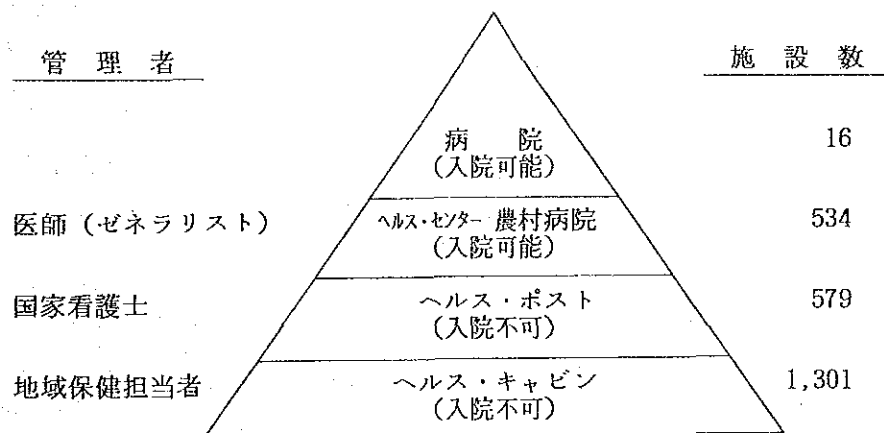 管理者
施設数
病院
(入院可能)
16
医師(ゼネラリスト)
ヘルス・センター 農村病院
(入院可能)
534
国家看護士
ヘルス・ポスト
(入院不可)
579
地域保健担当者
ヘルス・キャビン
(入院不可)
1,301